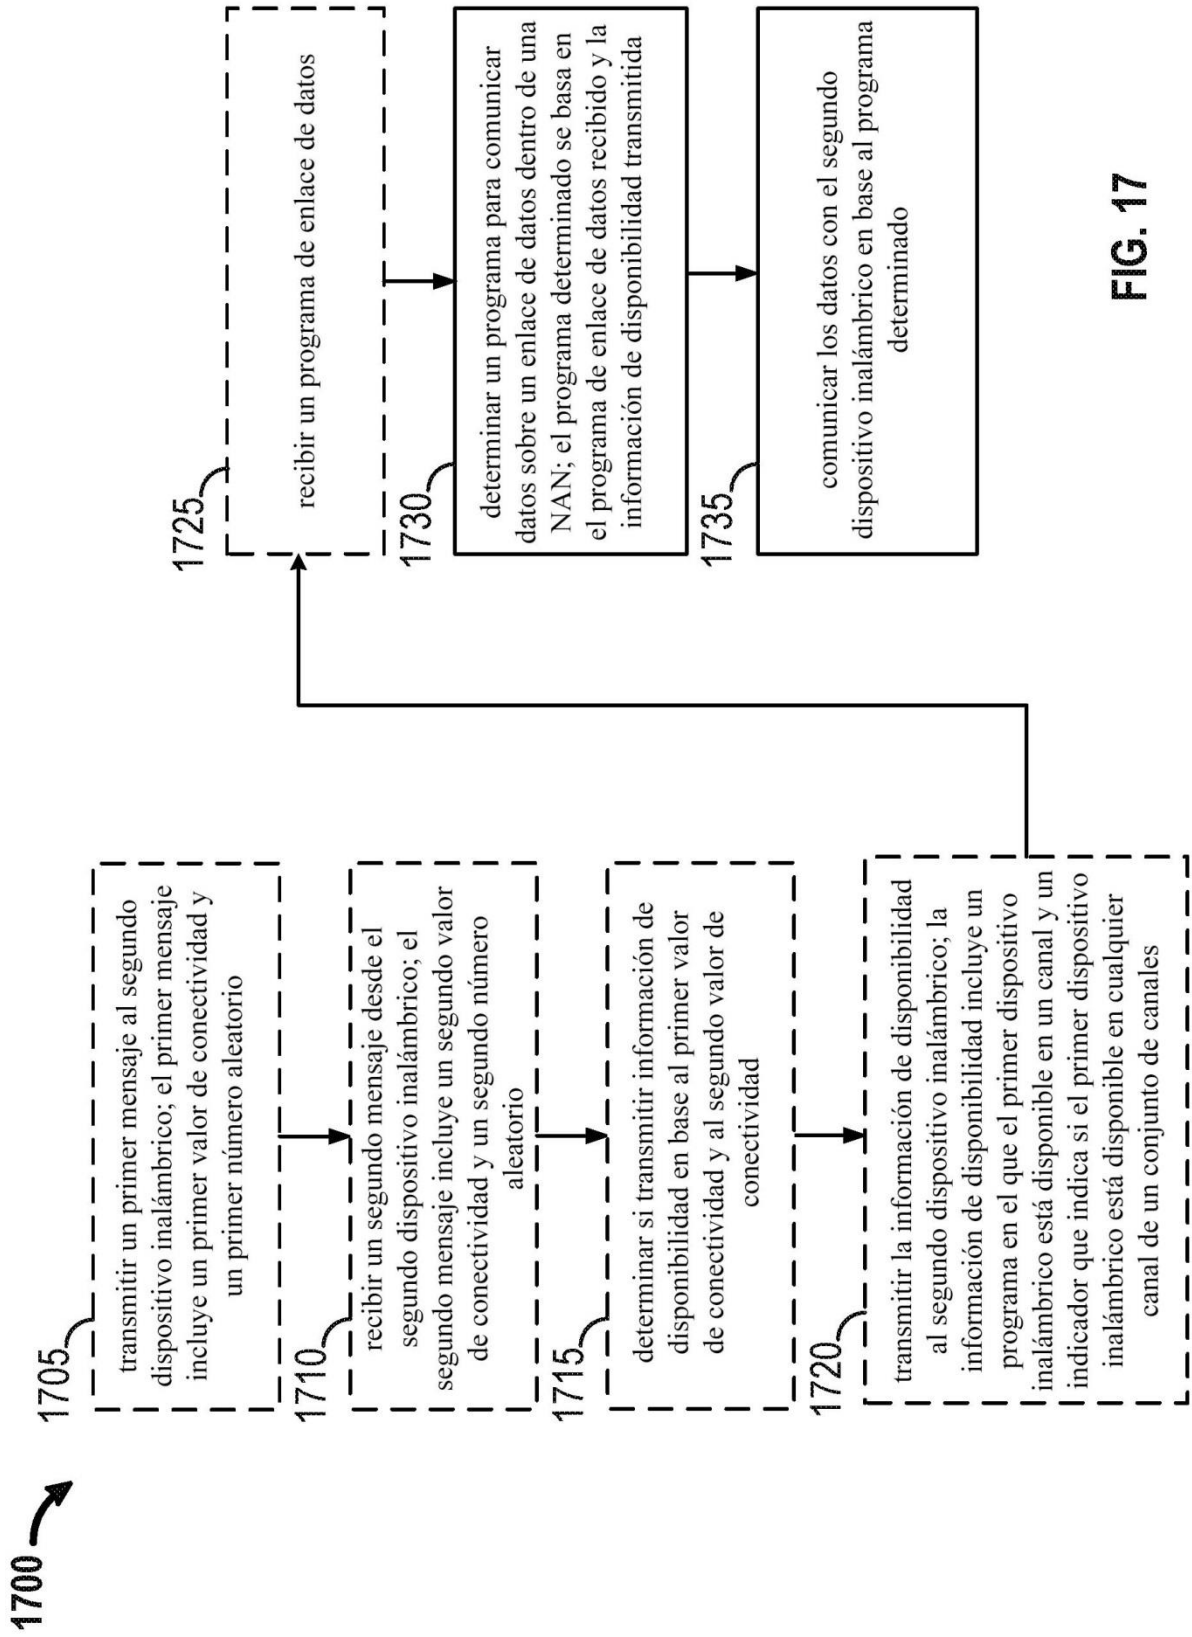 1700
1705
transmitir un primer mensaje al segundo
dispositivo inalámbrico; el primer mensaje
incluye un primer valor de conectividad y
un primer número aleatorio
1710
recibir un segundo mensaje desde el
segundo dispositivo inalámbrico; el
segundo mensaje incluye un segundo valor
de conectividad y un segundo número
aleatorio
1715
determinar si transmitir información de
disponibilidad en base al primer valor
de conectividad y al segundo valor de
conectividad
1720
transmitir la información de disponibilidad
al segundo dispositivo inalámbrico; la
información de disponibilidad incluye un
programa en el que el primer dispositivo
inalámbrico está disponible en un canal y un
indicador que indica si el primer dispositivo
inalámbrico está disponible en cualquier
canal de un conjunto de canales
1725
recibir un programa de enlace de datos
1730
determinar un programa para comunicar
datos sobre un enlace de datos dentro de una
NAN; el programa determinado se basa en
el programa de enlace de datos recibido y la
información de disponibilidad transmitida
1735
comunicar los datos con el segundo
dispositivo inalámbrico en base al programa
determinado
FIG. 17